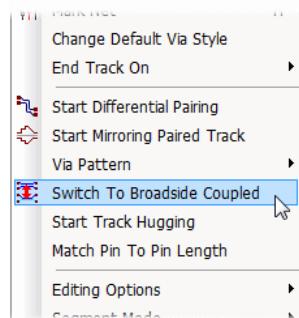 Change Default Via Style
End Track On
Start Differential Pairing
Start Mirroring Paired Track
Via Pattern
Switch To Broadside Coupled
Start Track Hugging
Match Pin To Pin Length
Editing Options